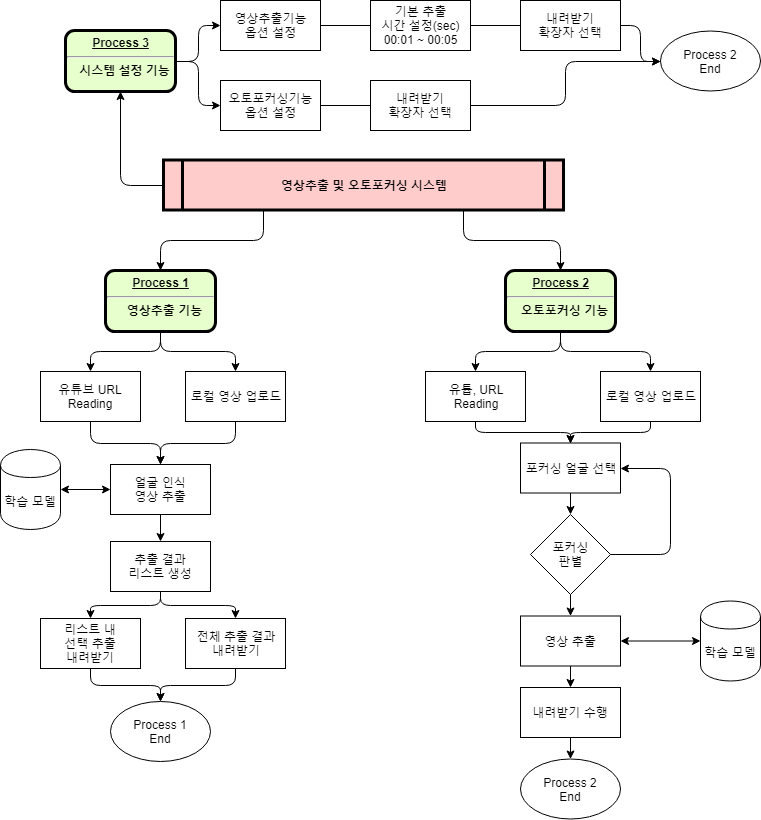 Process 3
시스템 설정 기능
영상추출기능
옵션 설정
기본 추출
시간 설정(sec)
00:01 ~ 00:05
내려받기
확장자 선택
오토포커싱기능
옵션 설정
내려받기
확장자 선택
Process 2
End
영상추출 및 오토포커싱 시스템
Process 1
영상추출 기능
유튜브 URL
Reading
로컬 영상 업로드
학습 모델
얼굴 인식
영상 추출
추출 결과
리스트 생성
리스트 내
선택 추출
내려받기
전체 추출 결과
내려받기
Process 1
End
Process 2
오토포커싱 기능
유튭, URL
Reading
로컬 영상 업로드
포커싱 얼굴 선택
포커싱
판별
영상 추출
학습 모델
내려받기 수행
Process 2
End